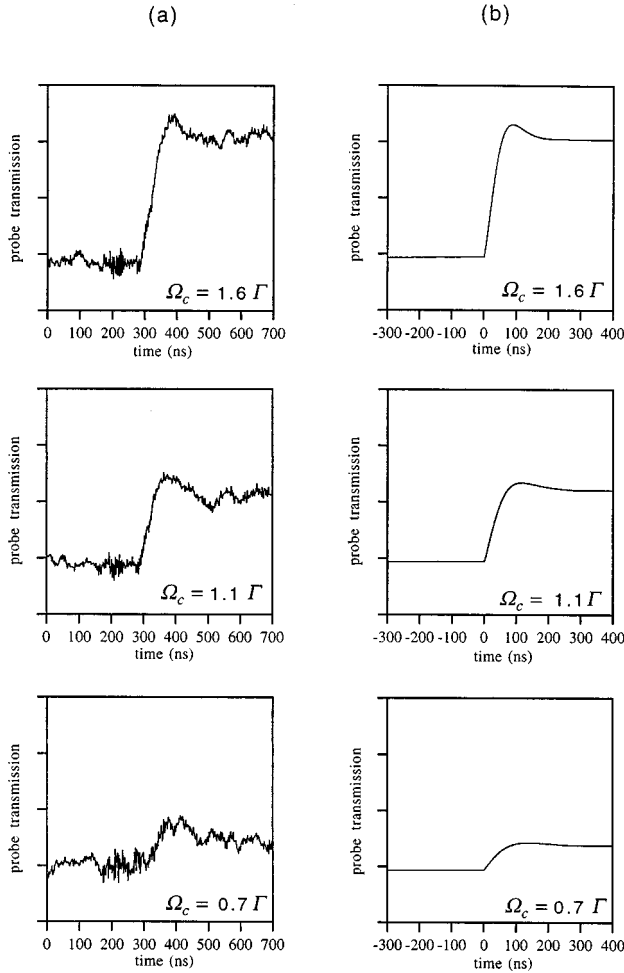 (a)
(b)
probe transmission
Ω_c = 1.6 Γ
0 100 200 300 400 500 600 700
time (ns)
probe transmission
Ω_c = 1.6 Γ
-300 -200 -100 0 100 200 300 400
time (ns)
probe transmission
Ω_c = 1.1 Γ
0 100 200 300 400 500 600 700
time (ns)
probe transmission
Ω_c = 1.1 Γ
-300 -200 -100 0 100 200 300 400
time (ns)
probe transmission
Ω_c = 0.7 Γ
0 100 200 300 400 500 600 700
time (ns)
probe transmission
Ω_c = 0.7 Γ
-300 -200 -100 0 100 200 300 400
time (ns)